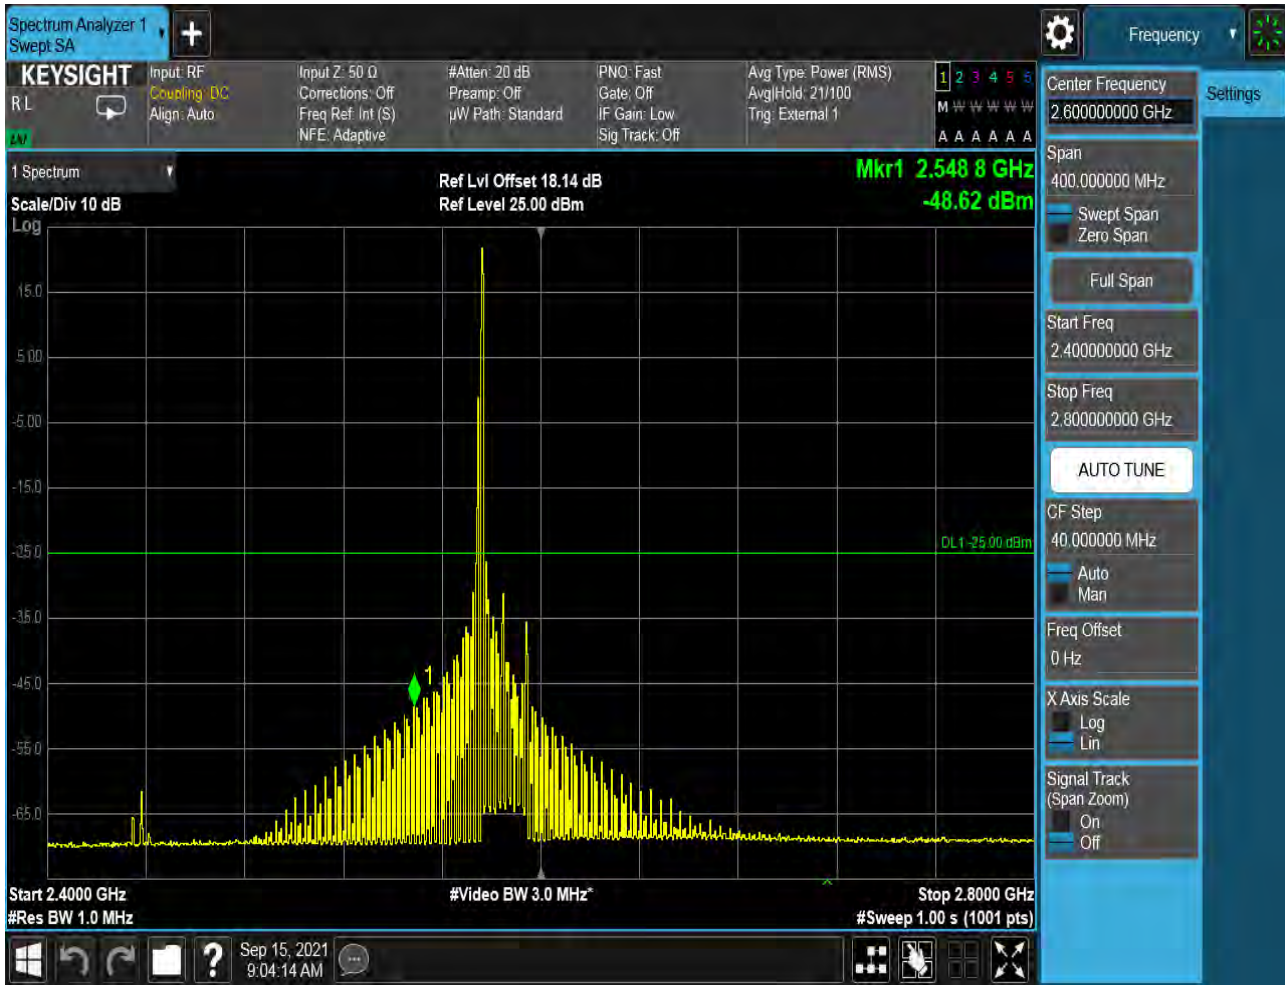 Spectrum Analyzer 1
Swept SA
Frequency
KEYSIGHT
R L
Input: RF
Coupling: DC
Align: Auto
Input Z: 50 Ω
Corrections: Off
Freq Ref: Int (S)
NFE: Adaptive
#Atten: 20 dB
Preamp: Off
µW Path: Standard
PNO: Fast
Gate: Off
IF Gain: Low
Sig Track: Off
Avg Type: Power (RMS)
Avg|Hold: 21/100
Trig: External 1
1 2 3 4 5 6
M W W W W W
A A A A A A
1 Spectrum
Scale/Div 10 dB
Log
Ref Lvl Offset 18.14 dB
Ref Level 25.00 dBm
Mkr1 2.548 8 GHz
-48.62 dBm
15.0
5.00
-5.00
-15.0
-25.0
-35.0
-45.0
-55.0
-65.0
DL1 -25.00 dBm
1
Start 2.4000 GHz
#Res BW 1.0 MHz
#Video BW 3.0 MHz*
Stop 2.8000 GHz
#Sweep 1.00 s (1001 pts)
Center Frequency
2.600000000 GHz
Settings
Span
400.000000 MHz
Swept Span
Zero Span
Full Span
Start Freq
2.400000000 GHz
Stop Freq
2.800000000 GHz
AUTO TUNE
CF Step
40.000000 MHz
Auto
Man
Freq Offset
0 Hz
X Axis Scale
Log
Lin
Signal Track
(Span Zoom)
On
Off
?
Sep 15, 2021
9:04:14 AM